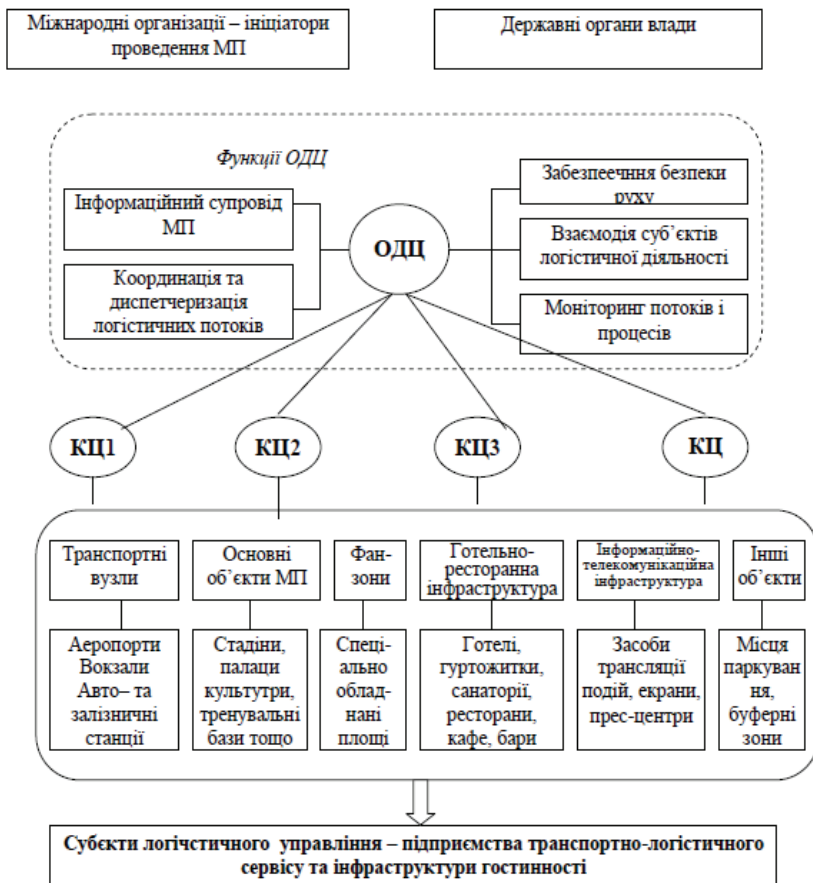 Міжнародні організації – ініціатори
проведення МП
Державні органи влади
Функції ОДЦ
Інформаційний супровід
МП
Координація та
диспетчеризація
логістичних потоків
ОДЦ
Забезпеечння безпеки
руху
Взаємодія суб’єктів
логістичної діяльності
Моніторинг потоків і
процесів
КЦ1
КЦ2
КЦ3
КЦ
Транспортні
вузли
Основні
об’єкти МП
Фан-
зони
Готельно-
ресторанна
інфраструктура
Інформаційно-
телекомунікаційна
інфраструктура
Інші
об’єкти
Аеропорти
Вокзали
Авто– та
залізничні
станції
Стадіни,
палаци
культутри,
тренувальні
бази тощо
Спеці-
ально
облад-
нані
площі
Готелі,
гуртожитки,
санаторії,
ресторани,
кафе, бари
Засоби
трансляції
подій, екрани,
прес-центри
Місця
паркуван
ня,
буферні
зони
Субєкти логічстичного управління – підприємства транспортно-логістичного
сервісу та інфраструктури гостинності